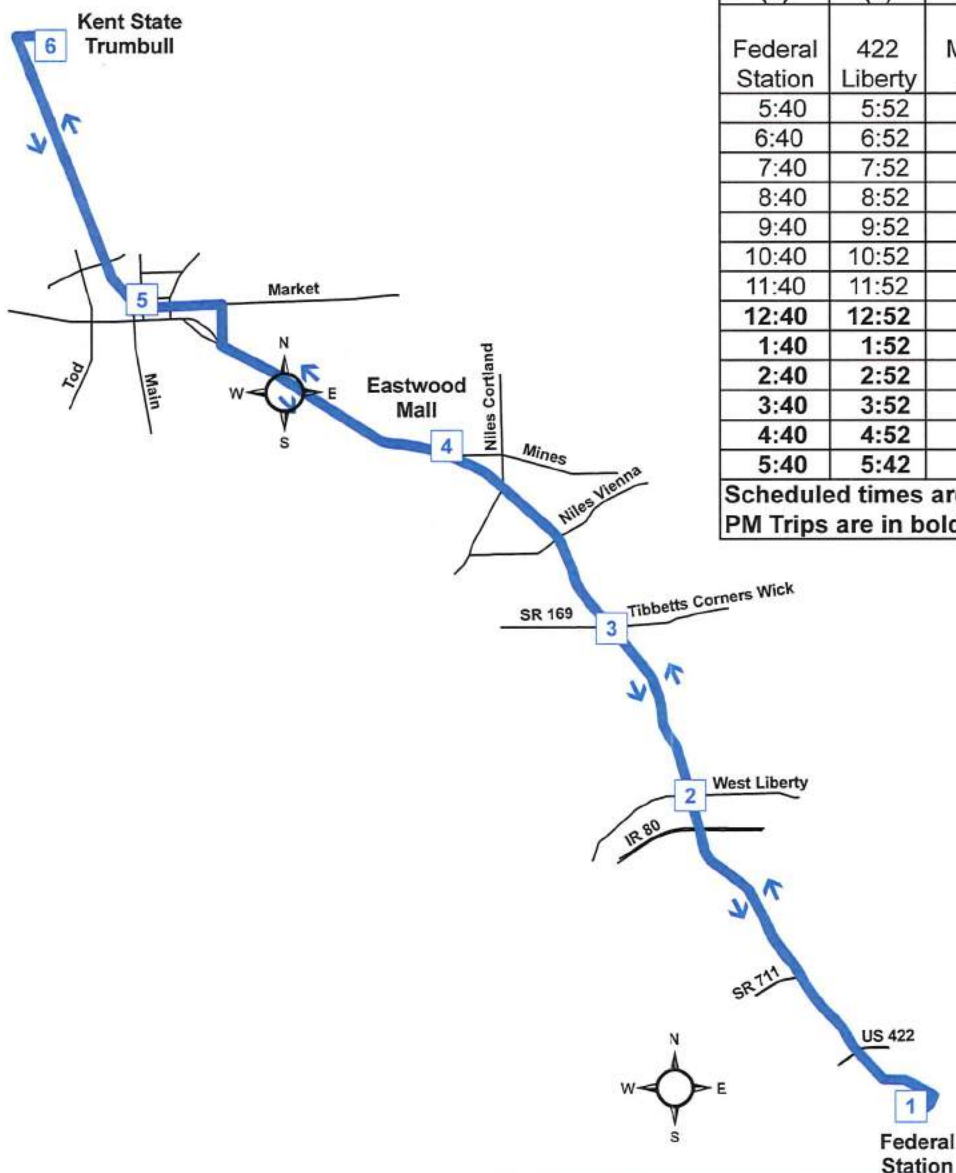 Kent State
Trumbull
6
Federal
Station
422
Liberty
5:40 5:52
6:40 6:52
7:40 7:52
8:40 8:52
9:40 9:52
10:40 10:52
11:40 11:52
12:40 12:52
1:40 1:52
2:40 2:52
3:40 3:52
4:40 4:52
5:40 5:42
Scheduled times are
PM Trips are in bold
5
Market
Tod
Main
N
W E
S
Eastwood
Mall
4
Niles Cortland
Mines
Niles Vienna
SR 169
3
Tibbetts Corners Wick
2
West Liberty
IR 80
SR 711
US 422
N
W E
S
1
Federal
Station